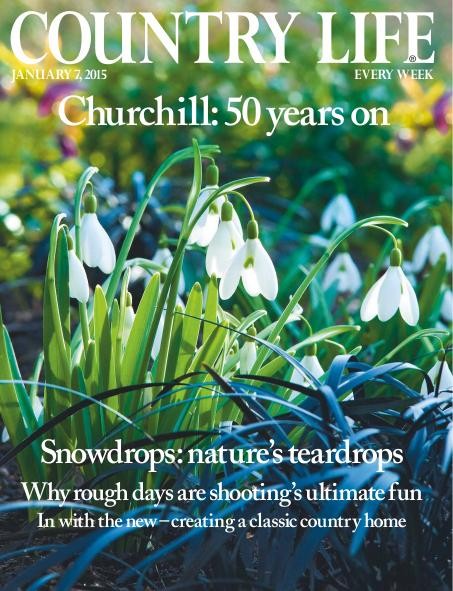 COUNTRY LIFE®
JANUARY 7, 2015 EVERY WEEK
Churchill: 50 years on
Snowdrops: nature's teardrops
Why rough days are shooting's ultimate fun
In with the new – creating a classic country home